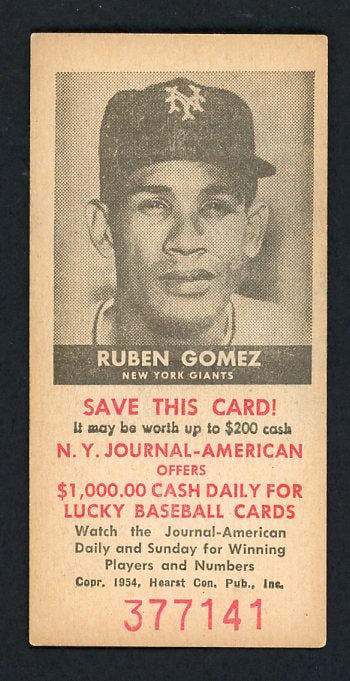 NY
RUBEN GOMEZ
NEW YORK GIANTS
SAVE THIS CARD!
It may be worth up to $200 cash
N. Y. JOURNAL-AMERICAN
OFFERS
$1,000.00 CASH DAILY FOR
LUCKY BASEBALL CARDS
Watch the Journal-American
Daily and Sunday for Winning
Players and Numbers
Copr. 1954, Hearst Con. Pub., Inc.
377141